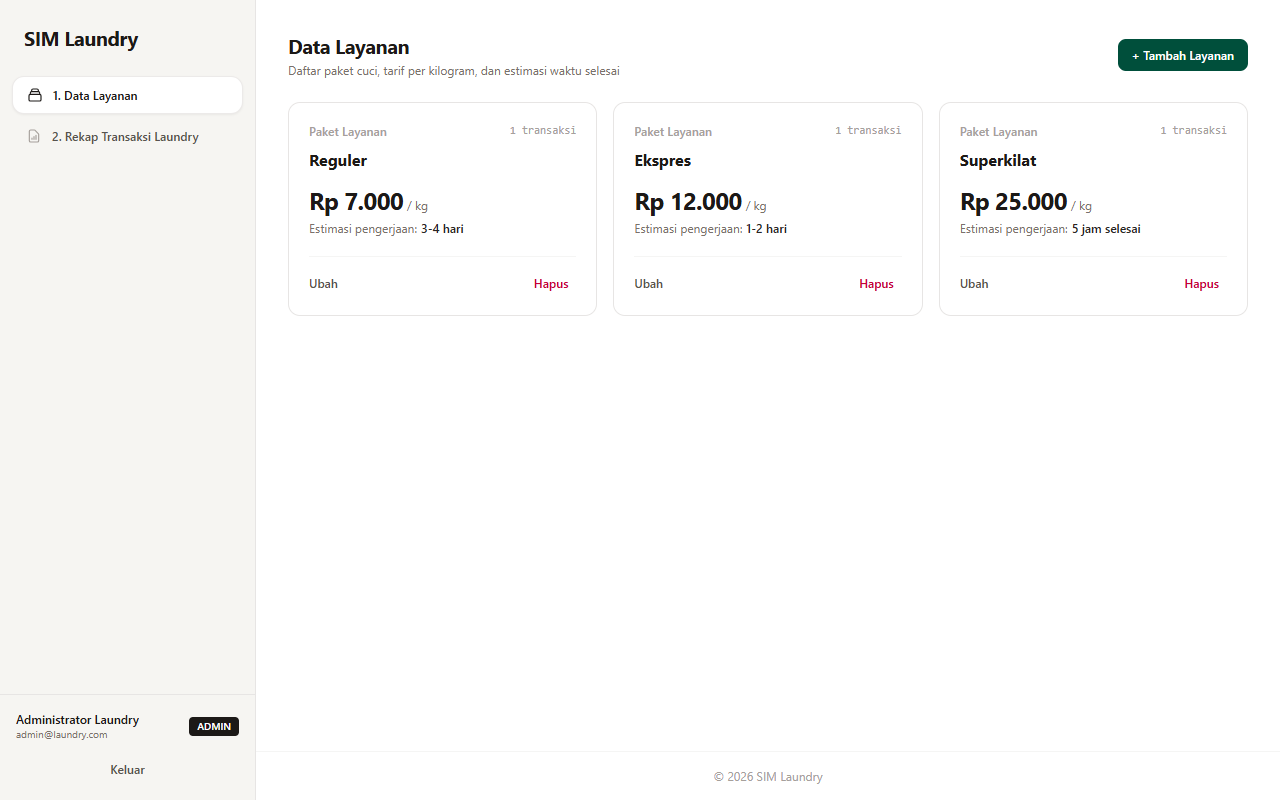 SIM Laundry
1. Data Layanan
2. Rekap Transaksi Laundry
Administrator Laundry
admin@laundry.com
ADMIN
Keluar
Data Layanan
Daftar paket cuci, tarif per kilogram, dan estimasi waktu selesai
+ Tambah Layanan
Paket Layanan
1 transaksi
Reguler
Rp 7.000 / kg
Estimasi pengerjaan: 3-4 hari
Ubah
Hapus
Paket Layanan
1 transaksi
Ekspres
Rp 12.000 / kg
Estimasi pengerjaan: 1-2 hari
Ubah
Hapus
Paket Layanan
1 transaksi
Superkilat
Rp 25.000 / kg
Estimasi pengerjaan: 5 jam selesai
Ubah
Hapus
© 2026 SIM Laundry